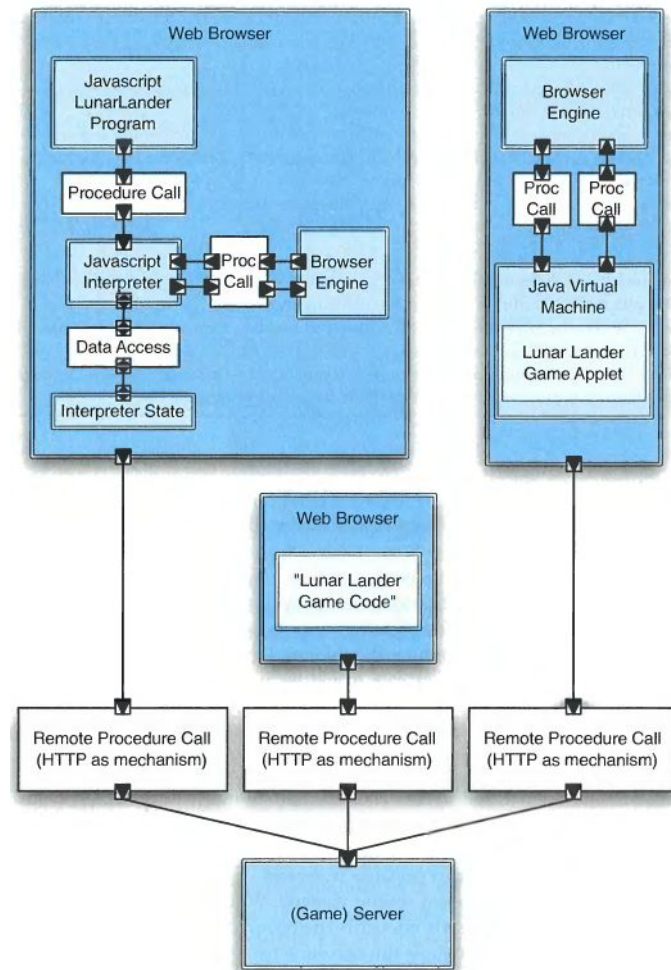 Web Browser
Javascript
LunarLander
Program
Procedure Call
Javascript
Interpreter
Proc
Call
Browser
Engine
Data Access
Interpreter State
Web Browser
Browser
Engine
Proc
Call
Proc
Call
Java Virtual
Machine
Lunar Lander
Game Applet
Web Browser
"Lunar Lander
Game Code"
Remote Procedure Call
(HTTP as mechanism)
Remote Procedure Call
(HTTP as mechanism)
Remote Procedure Call
(HTTP as mechanism)
(Game) Server